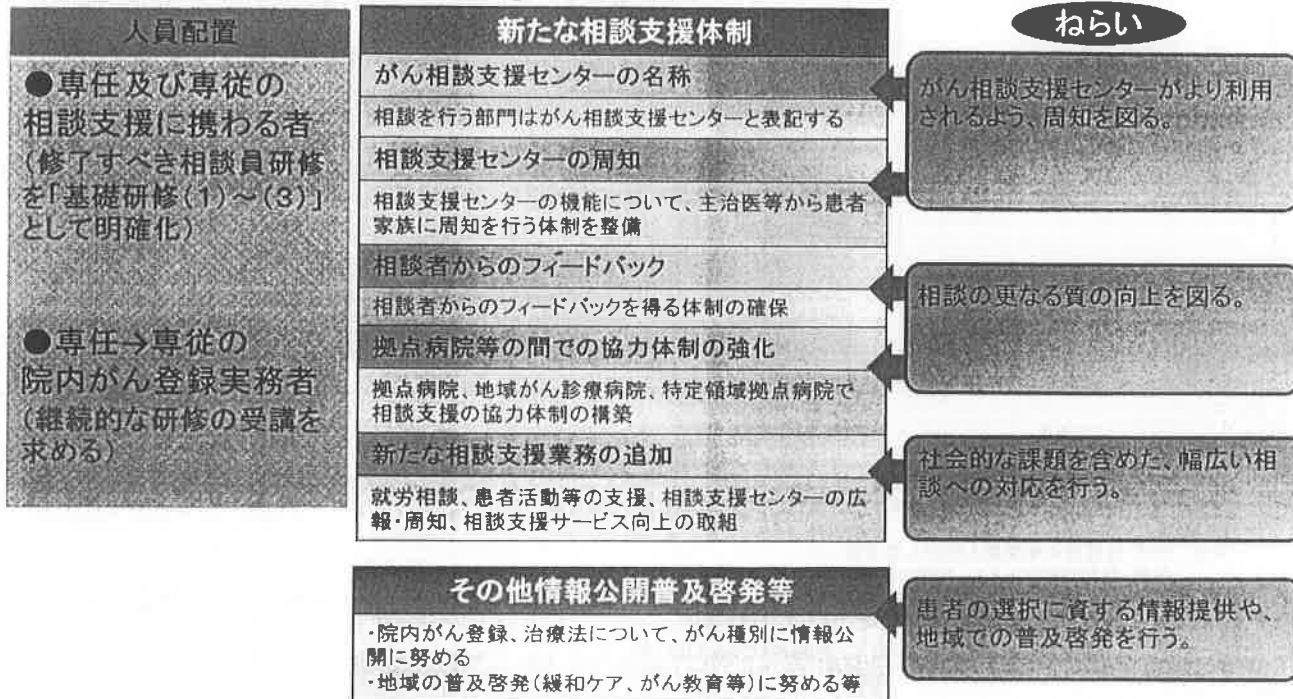 人員配置
●専任及び専従の
相談支援に携わる者
(修了すべき相談員研修
を「基礎研修(1)~(3)」
として明確化)
●専任→専従の
院内がん登録実務者
(継続的な研修の受講を
求める)
新たな相談支援体制
がん相談支援センターの名称
相談を行う部門はがん相談支援センターと表記する
相談支援センターの周知
相談支援センターの機能について、主治医等から患者
家族に周知を行う体制を整備
相談者からのフィードバック
相談者からのフィードバックを得る体制の確保
拠点病院等の間での協力体制の強化
拠点病院、地域がん診療病院、特定領域拠点病院で
相談支援の協力体制の構築
新たな相談支援業務の追加
就労相談、患者活動等の支援、相談支援センターの広
報・周知、相談支援サービス向上の取組
その他情報公開普及啓発等
・院内がん登録、治療法について、がん種別に情報公
開に努める
・地域の普及啓発(緩和ケア、がん教育等)に努める等
ねらい
がん相談支援センターがより利用
されるよう、周知を図る。
相談の更なる質の向上を図る。
社会的な課題を含めた、幅広い相
談への対応を行う。
患者の選択に資する情報提供や、
地域での普及啓発を行う。